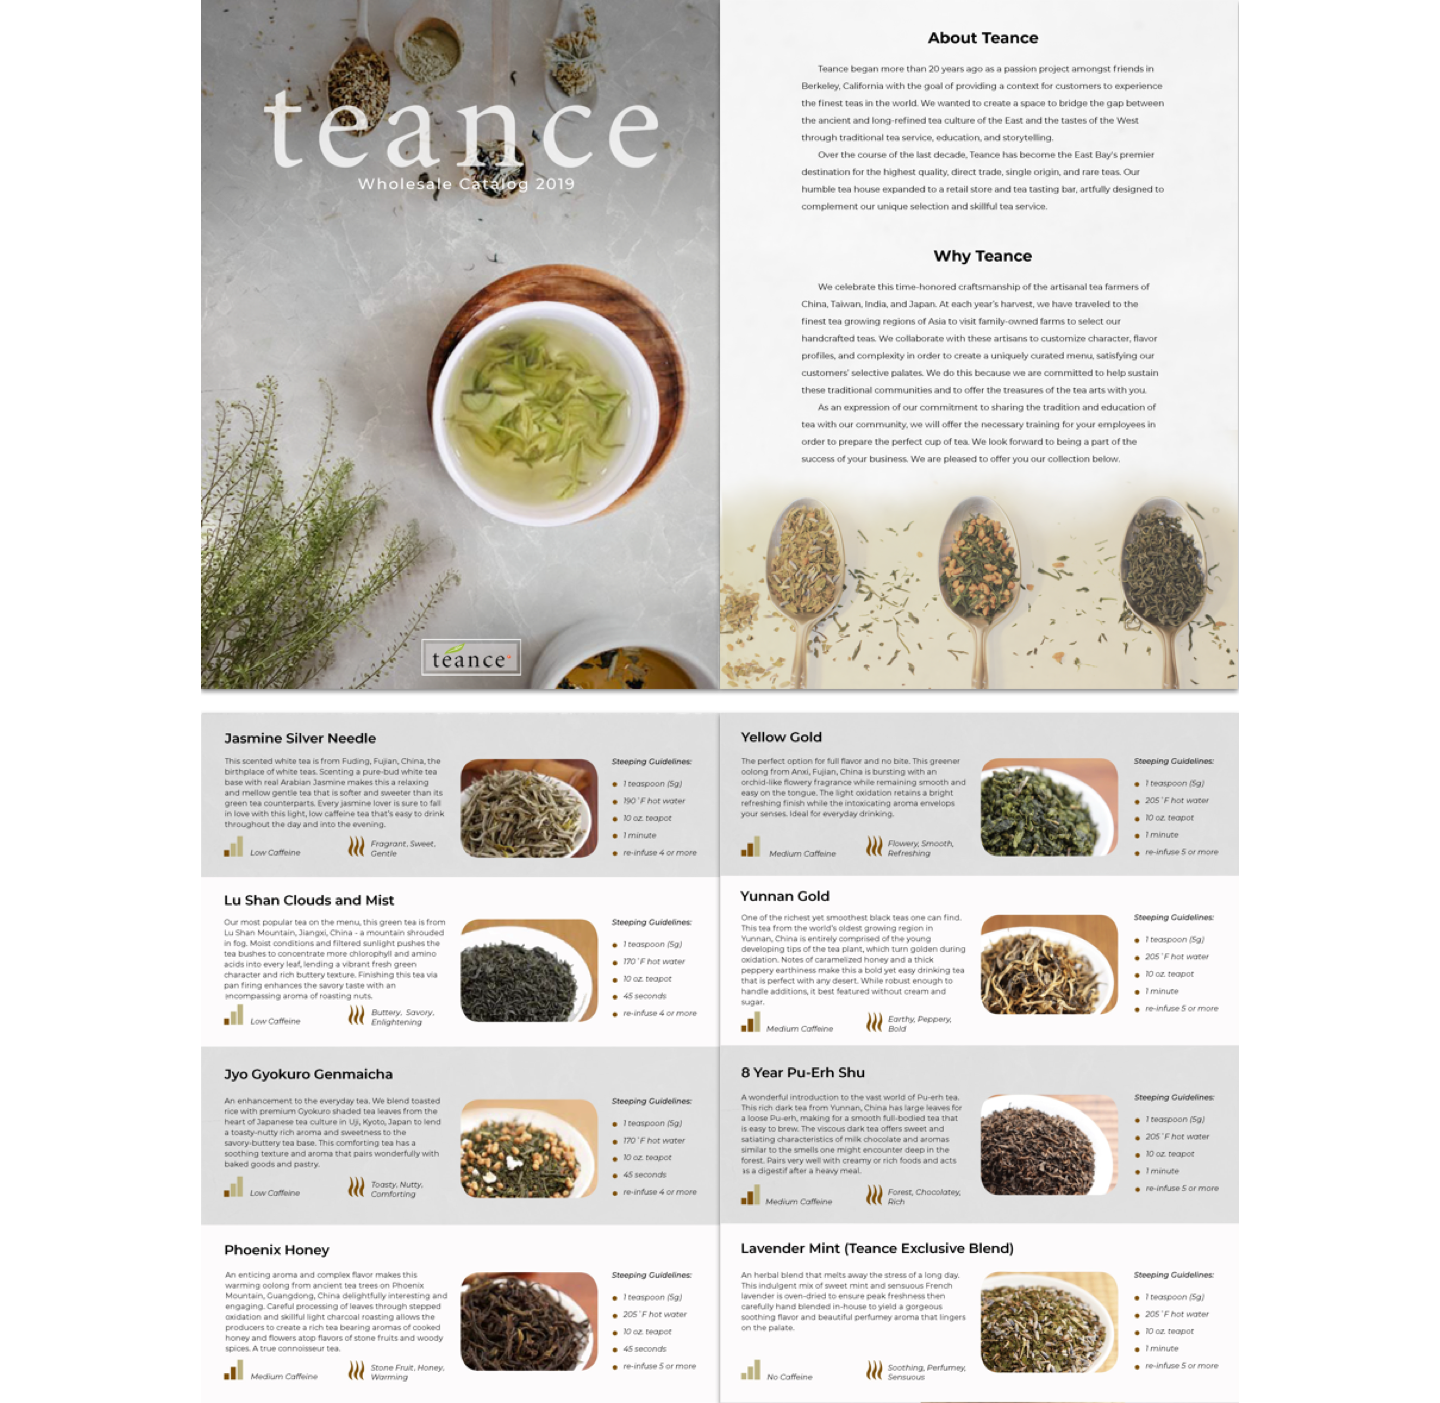 teance
Wholesale Catalog 2019
teance
About Teance
Teance began more than 20 years ago as a passion project amongst friends in
Berkeley, California with the goal of providing a context for customers to experience
the finest teas in the world. We wanted to create a space to bridge the gap between
the ancient and long-refined tea culture of the East and the tastes of the West
through traditional tea service, education, and storytelling.
Over the course of the last decade, Teance has become the East Bay's premier
destination for the highest quality, direct trade, single origin, and rare teas. Our
humble tea house expanded to a retail store and tea tasting bar, artfully designed to
complement our unique selection and skillful tea service.
Why Teance
We celebrate this time-honored craftsmanship of the artisanal tea farmers of
China, Taiwan, India, and Japan. At each year's harvest, we have traveled to the
finest tea growing regions of Asia to visit family-owned farms to select our
handcrafted teas. We collaborate with these artisans to customize character, flavor
profiles, and complexity in order to create a uniquely curated menu, satisfying our
customers' selective palates. We do this because we are committed to help sustain
these traditional communities and to offer the treasures of the tea arts with you.
As an expression of our commitment to sharing the tradition and education of
tea with our community, we will offer the necessary training for your employees in
order to prepare the perfect cup of tea. We look forward to being a part of the
success of your business. We are pleased to offer you our collection below.
Jasmine Silver Needle
This scented white tea is from Fuding, Fujian, China, the
birthplace of white teas. Scenting a pure-bud white tea
base with real Arabian Jasmine makes this a relaxing
and mellow gentle tea that is softer and sweeter than its
green tea counterparts. Every jasmine lover is sure to fall
in love with this light, low caffeine tea that's easy to drink
throughout the day and into the evening.
Low Caffeine
Fragrant, Sweet,
Gentle
Steeping Guidelines:
1 teaspoon (5g)
190˚F hot water
10 oz. teapot
1 minute
re-infuse 4 or more
Lu Shan Clouds and Mist
Our most popular tea on the menu, this green tea is from
Lu Shan Mountain, Jiangxi, China - a mountain shrouded
in fog. Moist conditions and filtered sunlight pushes the
tea bushes to concentrate more chlorophyll and amino
acids into every leaf, lending a vibrant fresh green
character and rich buttery texture. Finishing this tea via
pan firing enhances the savory taste with an
encompassing aroma of roasting nuts.
Low Caffeine
Buttery, Savory,
Enlightening
Steeping Guidelines:
1 teaspoon (5g)
170˚F hot water
10 oz. teapot
45 seconds
re-infuse 4 or more
Jyo Gyokuro Genmaicha
An enhancement to the everyday tea. We blend toasted
rice with premium Gyokuro shaded tea leaves from the
heart of Japanese tea culture in Uji, Kyoto, Japan to lend
a toasty-nutty rich aroma and sweetness to the
savory-buttery tea base. This comforting tea has a
soothing texture and aroma that pairs wonderfully with
baked goods and pastry.
Low Caffeine
Toasty, Nutty,
Comforting
Steeping Guidelines:
1 teaspoon (5g)
170˚F hot water
10 oz. teapot
45 seconds
re-infuse 4 or more
Phoenix Honey
An enticing aroma and complex flavor makes this
warming oolong from ancient tea trees on Phoenix
Mountain, Guangdong, China delightfully interesting and
engaging. Careful processing of leaves through stepped
oxidation and skillful light charcoal roasting allows the
producers to create a rich tea bearing aromas of cooked
honey and flowers atop flavors of stone fruits and woody
spices. A true connoisseur tea.
Medium Caffeine
Stone Fruit, Honey,
Warming
Steeping Guidelines:
1 teaspoon (5g)
205˚F hot water
10 oz. teapot
45 seconds
re-infuse 5 or more
Yellow Gold
The perfect option for full flavor and no bite. This greener
oolong from Anxi, Fujian, China is bursting with an
orchid-like flowery fragrance while remaining smooth and
easy on the tongue. The light oxidation retains a bright
refreshing finish while the intoxicating aroma envelops
your senses. Ideal for everyday drinking.
Medium Caffeine
Flowery, Smooth,
Refreshing
Steeping Guidelines:
1 teaspoon (5g)
205˚F hot water
10 oz. teapot
1 minute
re-infuse 5 or more
Yunnan Gold
One of the richest yet smoothest black teas one can find.
This tea from the world's oldest growing region in
Yunnan, China is entirely comprised of the young
developing tips of the tea plant, which turn golden during
oxidation. Notes of caramelized honey and a thick
peppery earthiness make this a bold yet easy drinking tea
that is perfect with any desert. While robust enough to
handle additions, it best featured without cream and
sugar.
Medium Caffeine
Earthy, Peppery,
Bold
Steeping Guidelines:
1 teaspoon (5g)
205˚F hot water
10 oz. teapot
1 minute
re-infuse 5 or more
8 Year Pu-Erh Shu
A wonderful introduction to the vast world of Pu-erh tea.
This rich dark tea from Yunnan, China has large leaves for
a loose Pu-erh, making for a smooth full-bodied tea that
is easy to brew. The viscous dark tea offers sweet and
satiating characteristics of milk chocolate and aromas
similar to the smells one might encounter deep in the
forest. Pairs very well with creamy or rich foods and acts
as a digestif after a heavy meal.
Medium Caffeine
Forest, Chocolatey,
Rich
Steeping Guidelines:
1 teaspoon (5g)
205˚F hot water
10 oz. teapot
1 minute
re-infuse 5 or more
Lavender Mint (Teance Exclusive Blend)
An herbal blend that melts away the stress of a long day.
This indulgent mix of sweet mint and sensuous French
lavender is oven-dried to ensure peak freshness then
carefully hand blended in-house to yield a gorgeous
soothing flavor and beautiful perfumey aroma that lingers
on the palate.
No Caffeine
Soothing, Perfumey,
Sensuous
Steeping Guidelines:
1 teaspoon (5g)
205˚F hot water
10 oz. teapot
1 minute
re-infuse 5 or more